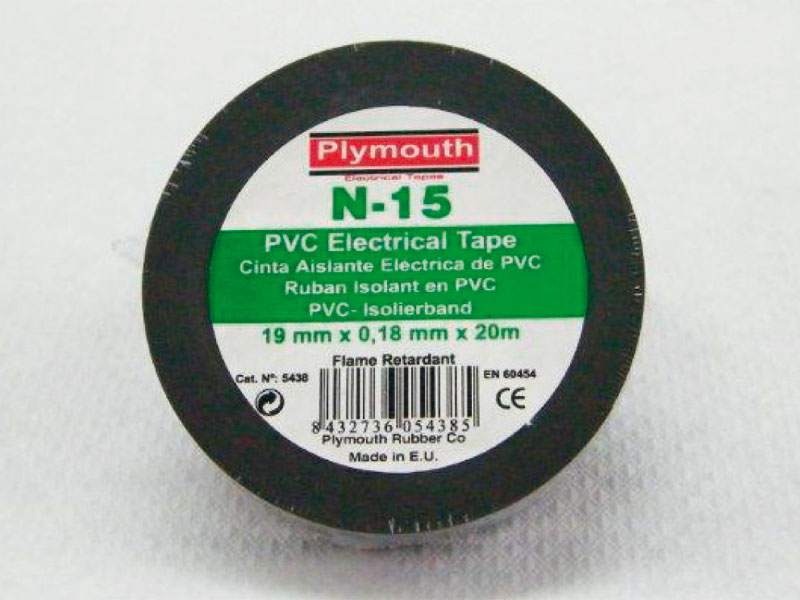 Plymouth
Electrical Tapes
N-15
PVC Electrical Tape
Cinta Aislante Electrica de PVC
Ruban Isolant en PVC
PVC- Isolierband
19 mm x 0,18 mm x 20m
Flame Retardant
Cat. Nº: 5438
EN 60454
CE
8 432736 054385
Plymouth Rubber Co
Made in E.U.